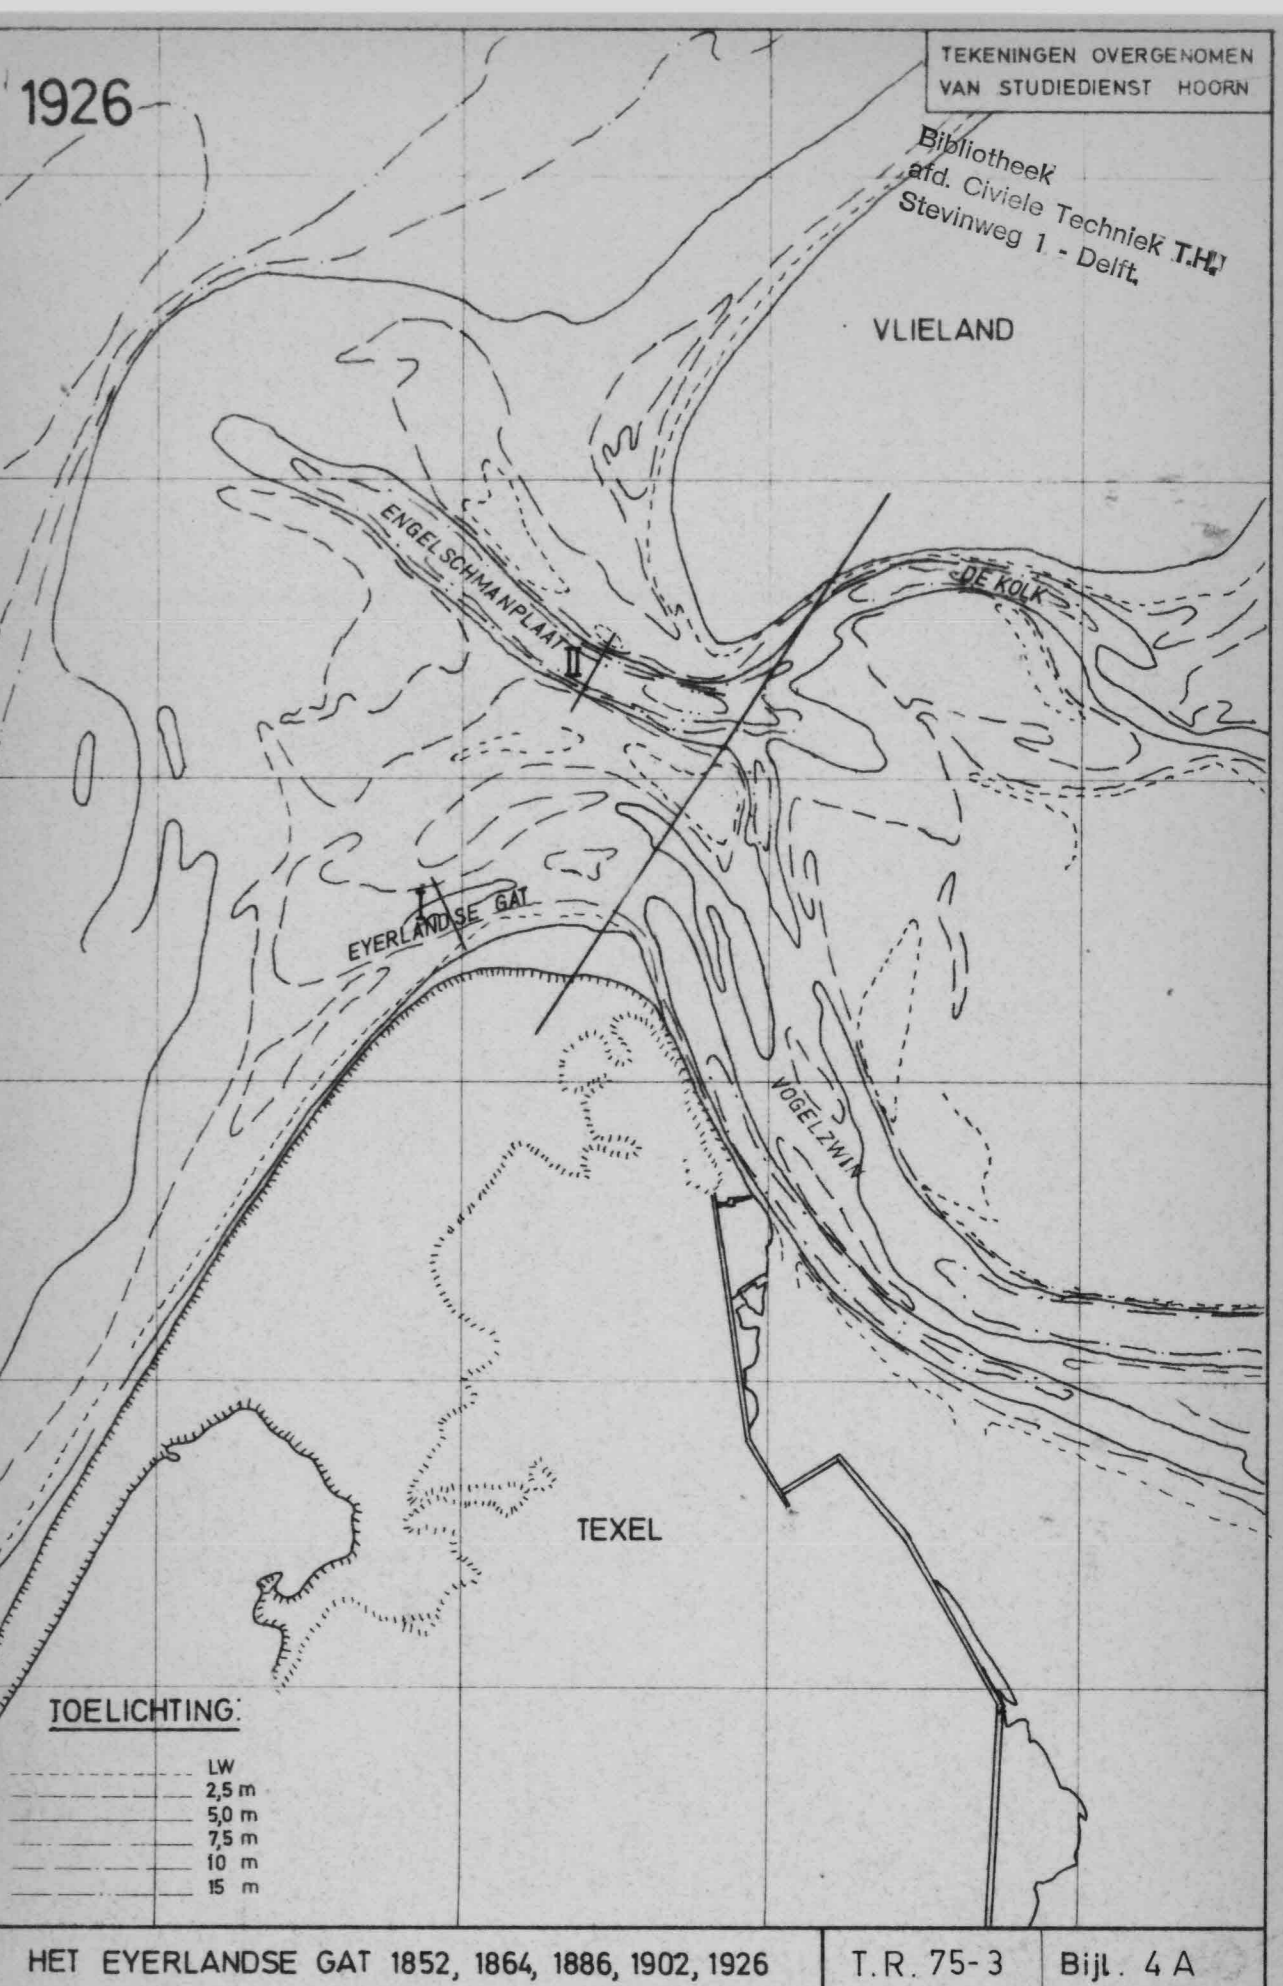 1926
TEKENINGEN OVERGENOMEN
VAN STUDIEDIENST HOORN
Bibliotheek
afd. Civiele Techniek T.H.
Stevinweg 1 - Delft
VLIELAND
ENGELSCHMANPLAAT
DE KOLK
II
I
EYERLANDSE GAT
VOGELZWIN
TEXEL
TOELICHTING:
LW
2,5 m
5,0 m
7,5 m
10 m
15 m
HET EYERLANDSE GAT 1852, 1864, 1886, 1902, 1926
T.R. 75-3
Bijl. 4 A